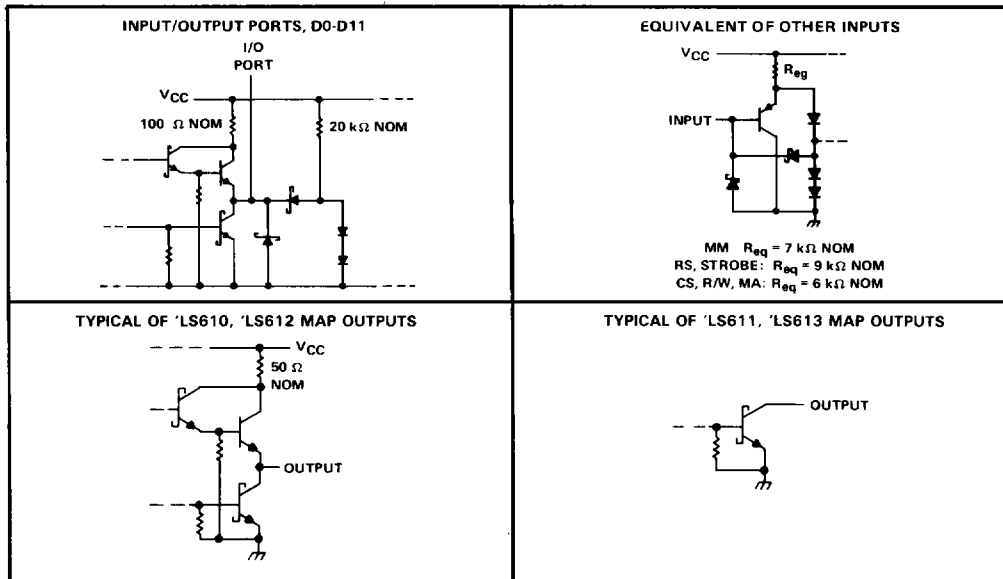 INPUT/OUTPUT PORTS, D0-D11
I/O
PORT
VCC
100 Ω NOM
20 kΩ NOM
EQUIVALENT OF OTHER INPUTS
VCC
Req
INPUT
MM Req = 7 kΩ NOM
RS, STROBE: Req = 9 kΩ NOM
CS, R/W, MA: Req = 6 kΩ NOM
TYPICAL OF 'LS610, 'LS612 MAP OUTPUTS
VCC
50 Ω
NOM
OUTPUT
TYPICAL OF 'LS611, 'LS613 MAP OUTPUTS
OUTPUT